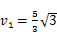 v₁ = 5/3 √3